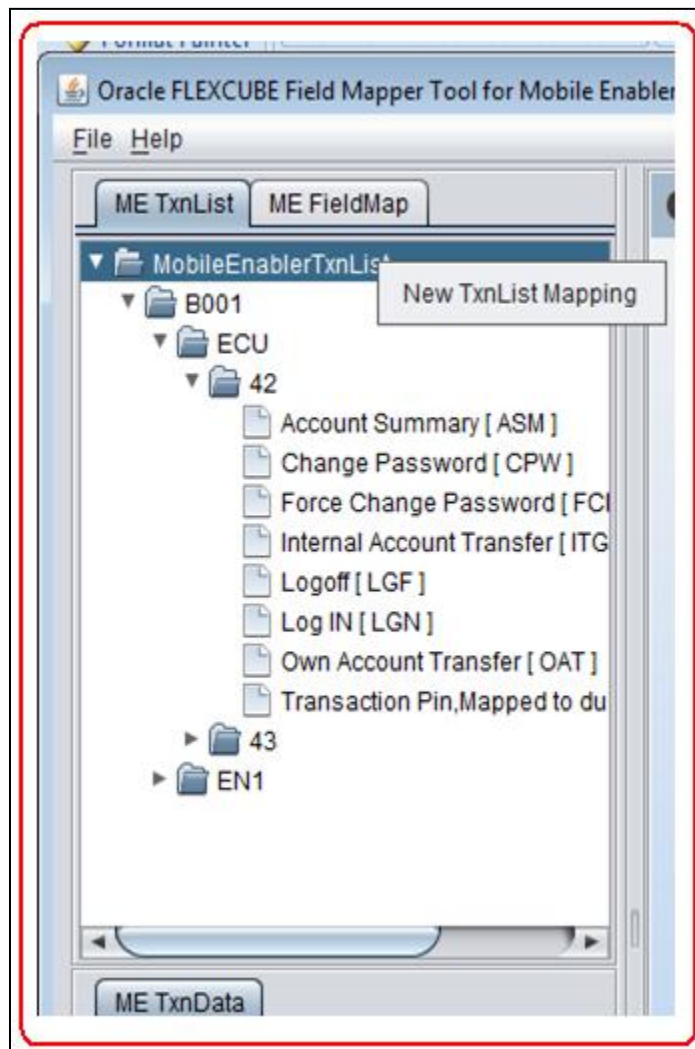 Format Painter
Oracle FLEXCUBE Field Mapper Tool for Mobile Enabler
File Help
ME TxnList ME FieldMap
MobileEnablerTxnList
New TxnList Mapping
B001
ECU
42
Account Summary [ ASM ]
Change Password [ CPW ]
Force Change Password [
Internal Account Transfer [ ITG
Logoff [ LGF ]
Log IN [ LGN ]
Own Account Transfer [ OAT ]
Transaction Pin,Mapped to du
43
EN1
ME TxnData